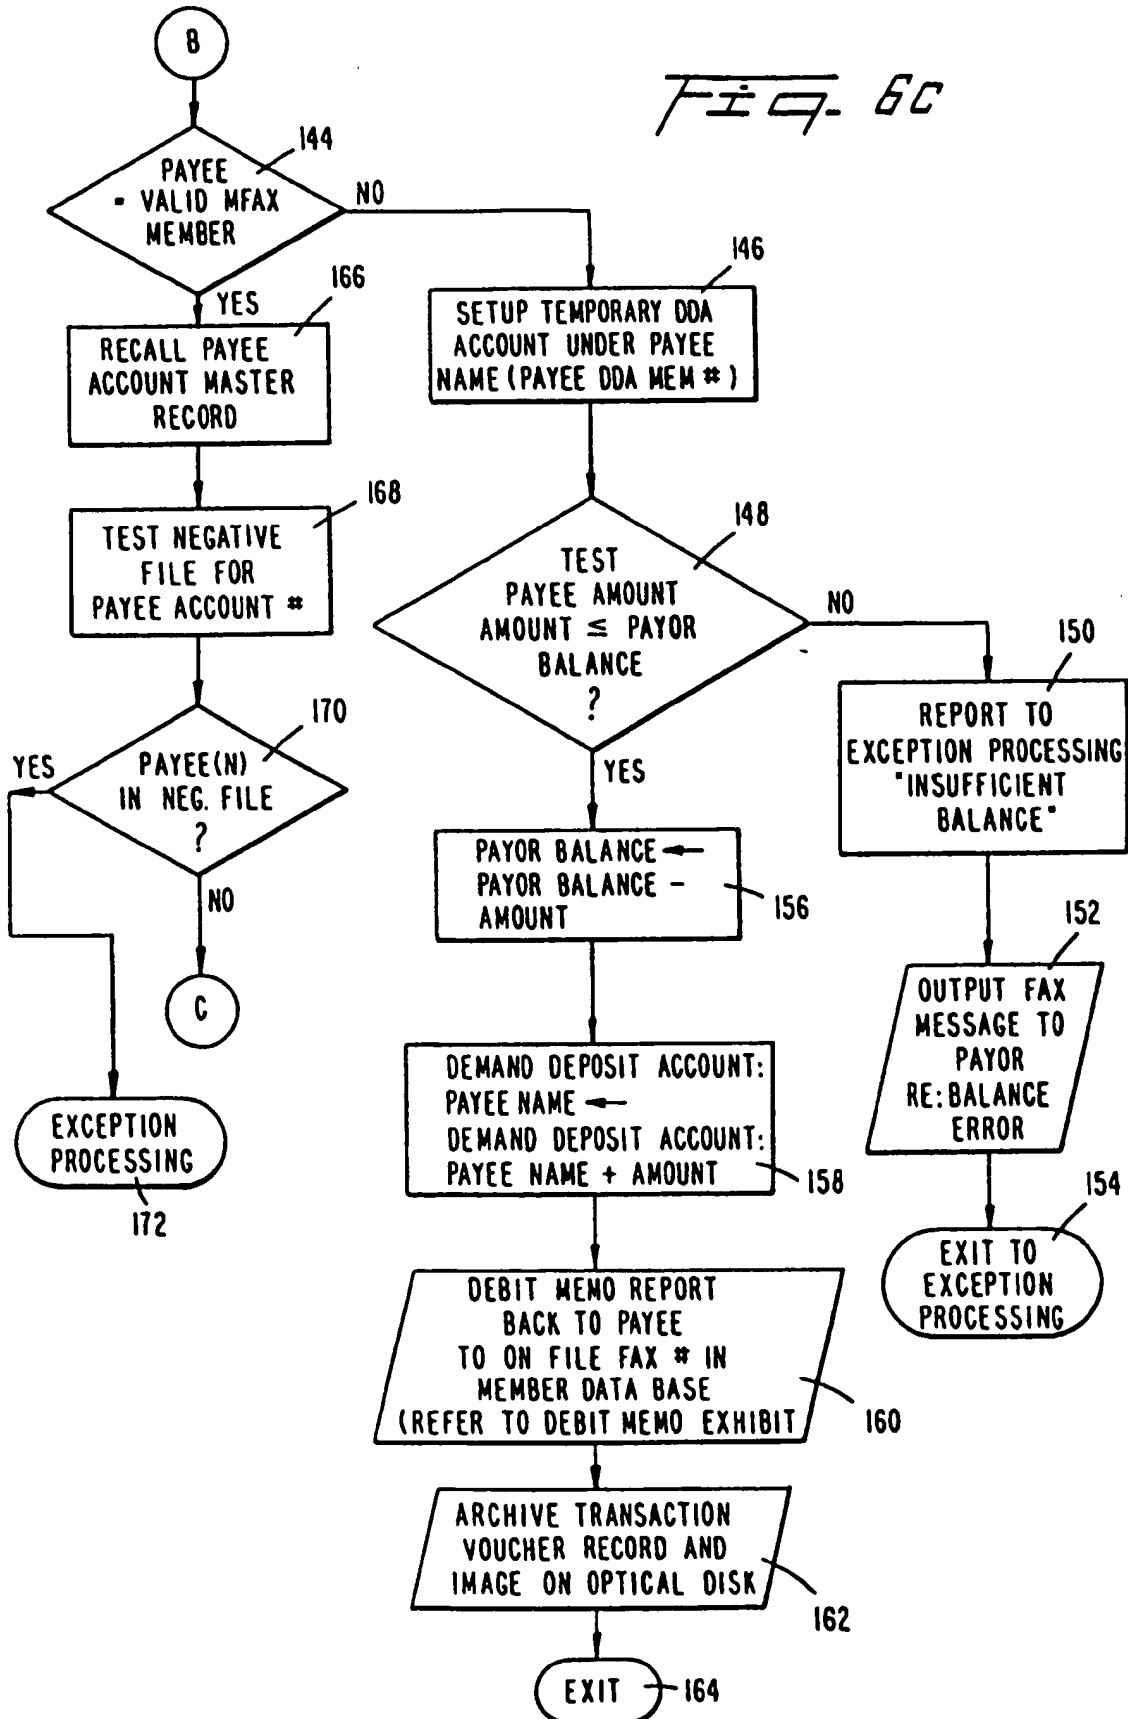 B
Fig. 6C
144
PAYEE
= VALID MFAX
MEMBER
NO
YES
166
RECALL PAYEE
ACCOUNT MASTER
RECORD
168
TEST NEGATIVE
FILE FOR
PAYEE ACCOUNT #
170
YES
PAYEE(N)
IN NEG. FILE
?
NO
C
EXCEPTION
PROCESSING
172
146
SETUP TEMPORARY DDA
ACCOUNT UNDER PAYEE
NAME (PAYEE DDA MEM #)
148
TEST
PAYEE AMOUNT
AMOUNT ≤ PAYOR
BALANCE
?
NO
YES
150
REPORT TO
EXCEPTION PROCESSING
"INSUFFICIENT
BALANCE"
152
OUTPUT FAX
MESSAGE TO
PAYOR
RE: BALANCE
ERROR
154
EXIT TO
EXCEPTION
PROCESSING
PAYOR BALANCE ←
PAYOR BALANCE -
AMOUNT
156
DEMAND DEPOSIT ACCOUNT:
PAYEE NAME ←
DEMAND DEPOSIT ACCOUNT:
PAYEE NAME + AMOUNT
158
DEBIT MEMO REPORT
BACK TO PAYEE
TO ON FILE FAX # IN
MEMBER DATA BASE
(REFER TO DEBIT MEMO EXHIBIT
160
ARCHIVE TRANSACTION
VOUCHER RECORD AND
IMAGE ON OPTICAL DISK
162
EXIT
164